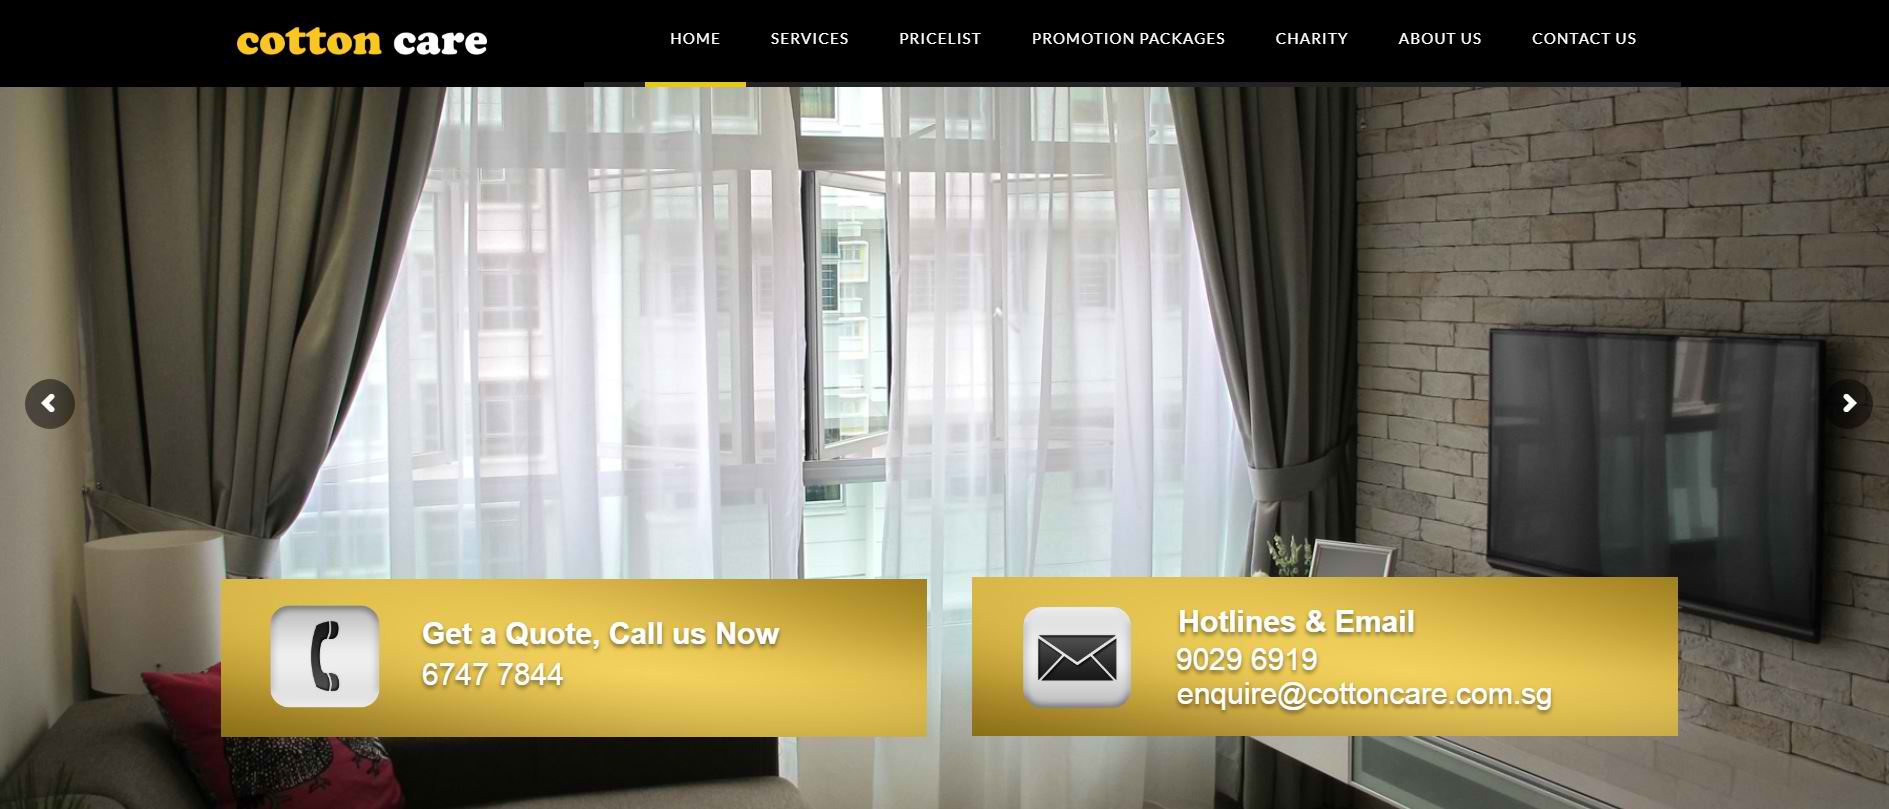 cotton care
HOME SERVICES PRICELIST PROMOTION PACKAGES CHARITY ABOUT US CONTACT US
Get a Quote, Call us Now
6747 7844
Hotlines & Email
9029 6919
enquire@cottoncare.com.sg